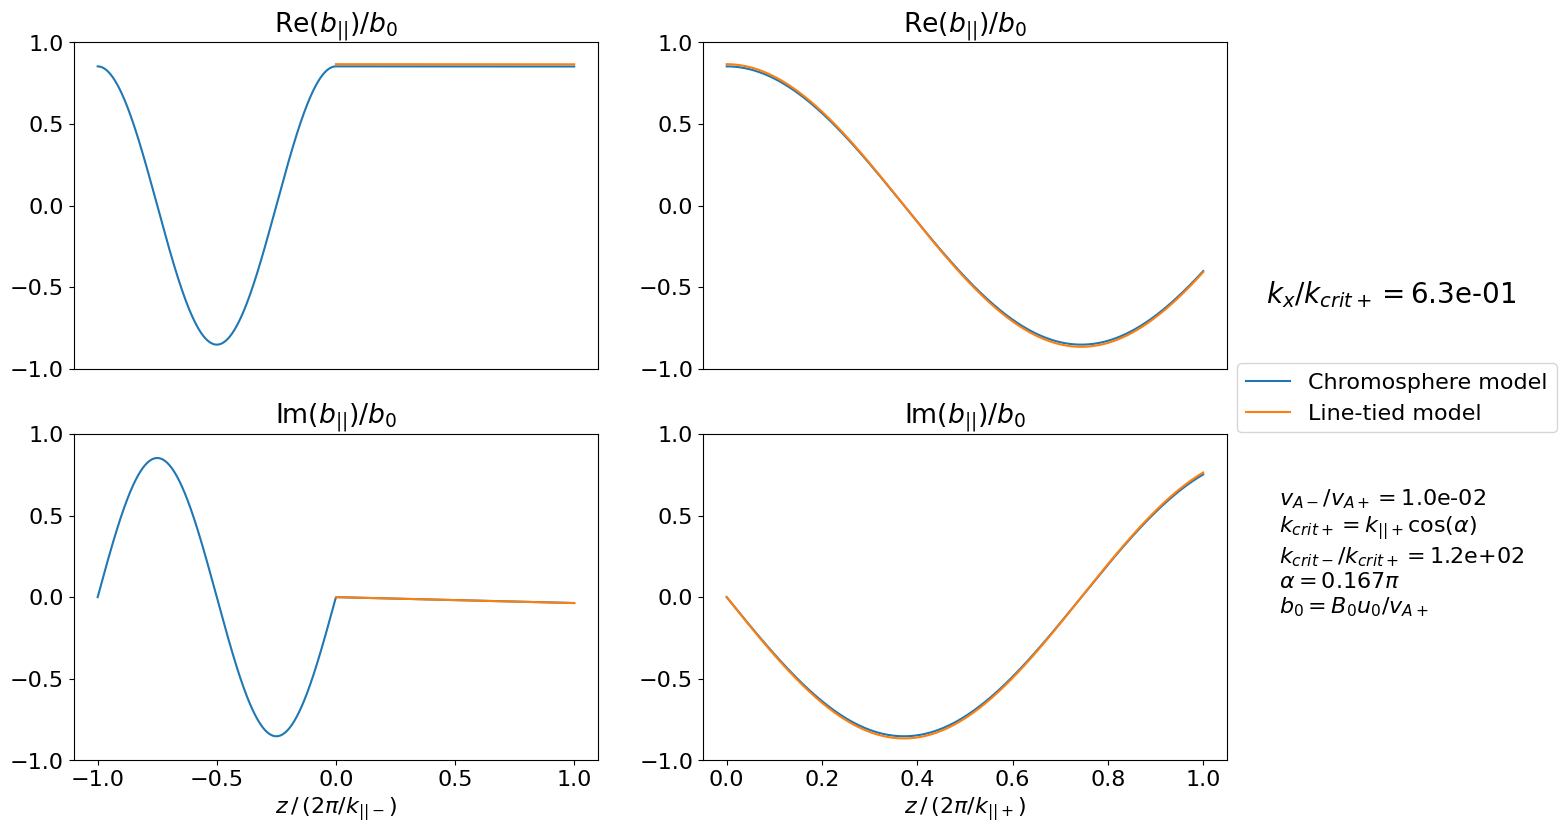 Re(b_{||})/b_0
1.0
0.5
0.0
−0.5
−1.0
Re(b_{||})/b_0
1.0
0.5
0.0
−0.5
−1.0
Im(b_{||})/b_0
1.0
0.5
0.0
−0.5
−1.0
−1.0 −0.5 0.0 0.5 1.0
z / (2π/k_{||−})
Im(b_{||})/b_0
1.0
0.5
0.0
−0.5
−1.0
0.0 0.2 0.4 0.6 0.8 1.0
z / (2π/k_{||+})
k_x/k_{crit+} = 6.3e-01
Chromosphere model
Line-tied model
v_{A−}/v_{A+} = 1.0e-02
k_{crit+} = k_{||+} cos(α)
k_{crit−}/k_{crit+} = 1.2e+02
α = 0.167π
b_0 = B_0u_0/v_{A+}